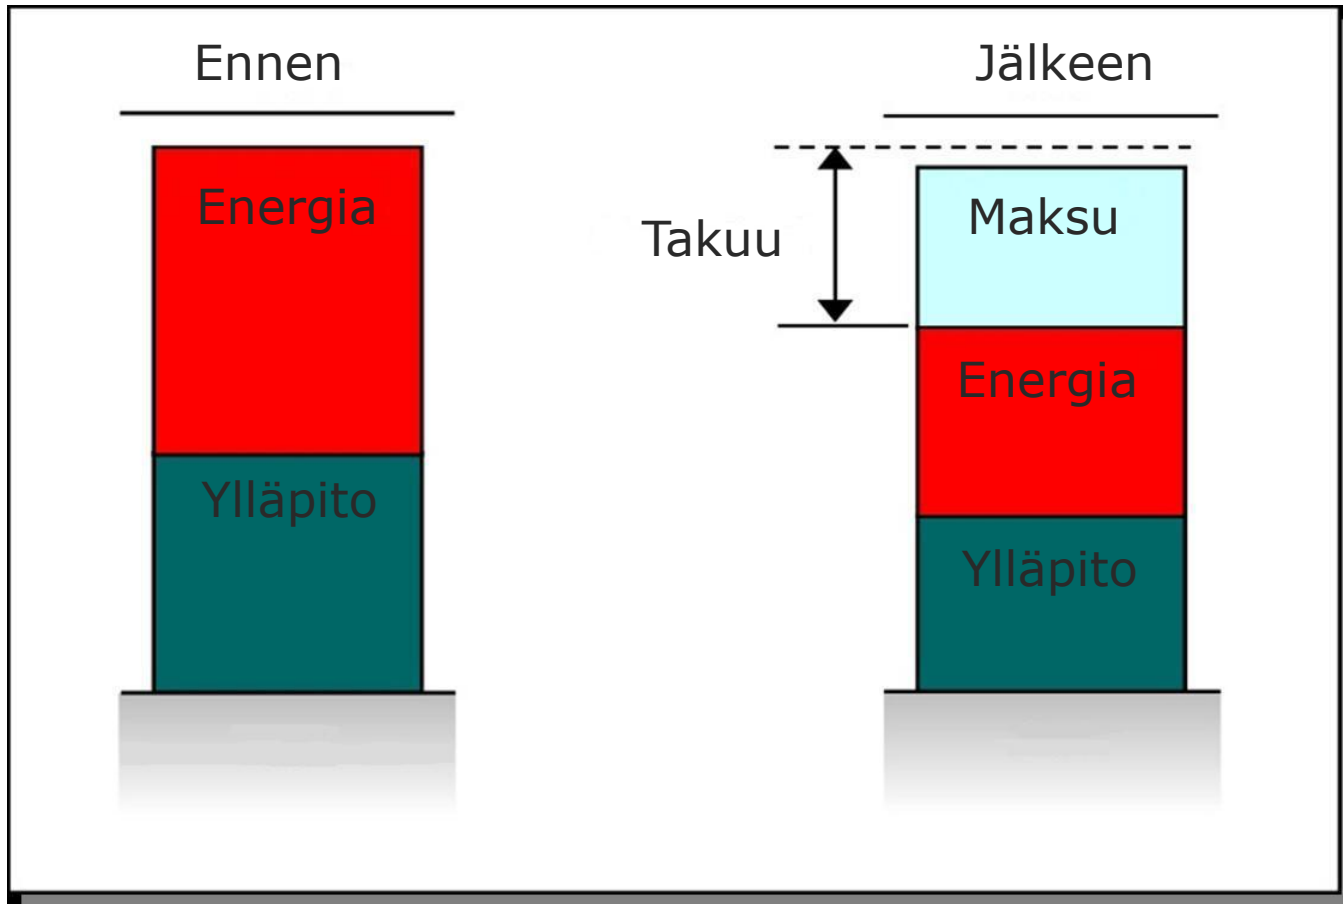 Ennen
Jälkeen
Energia
Takuu
Maksu
Energia
Ylläpito
Ylläpito